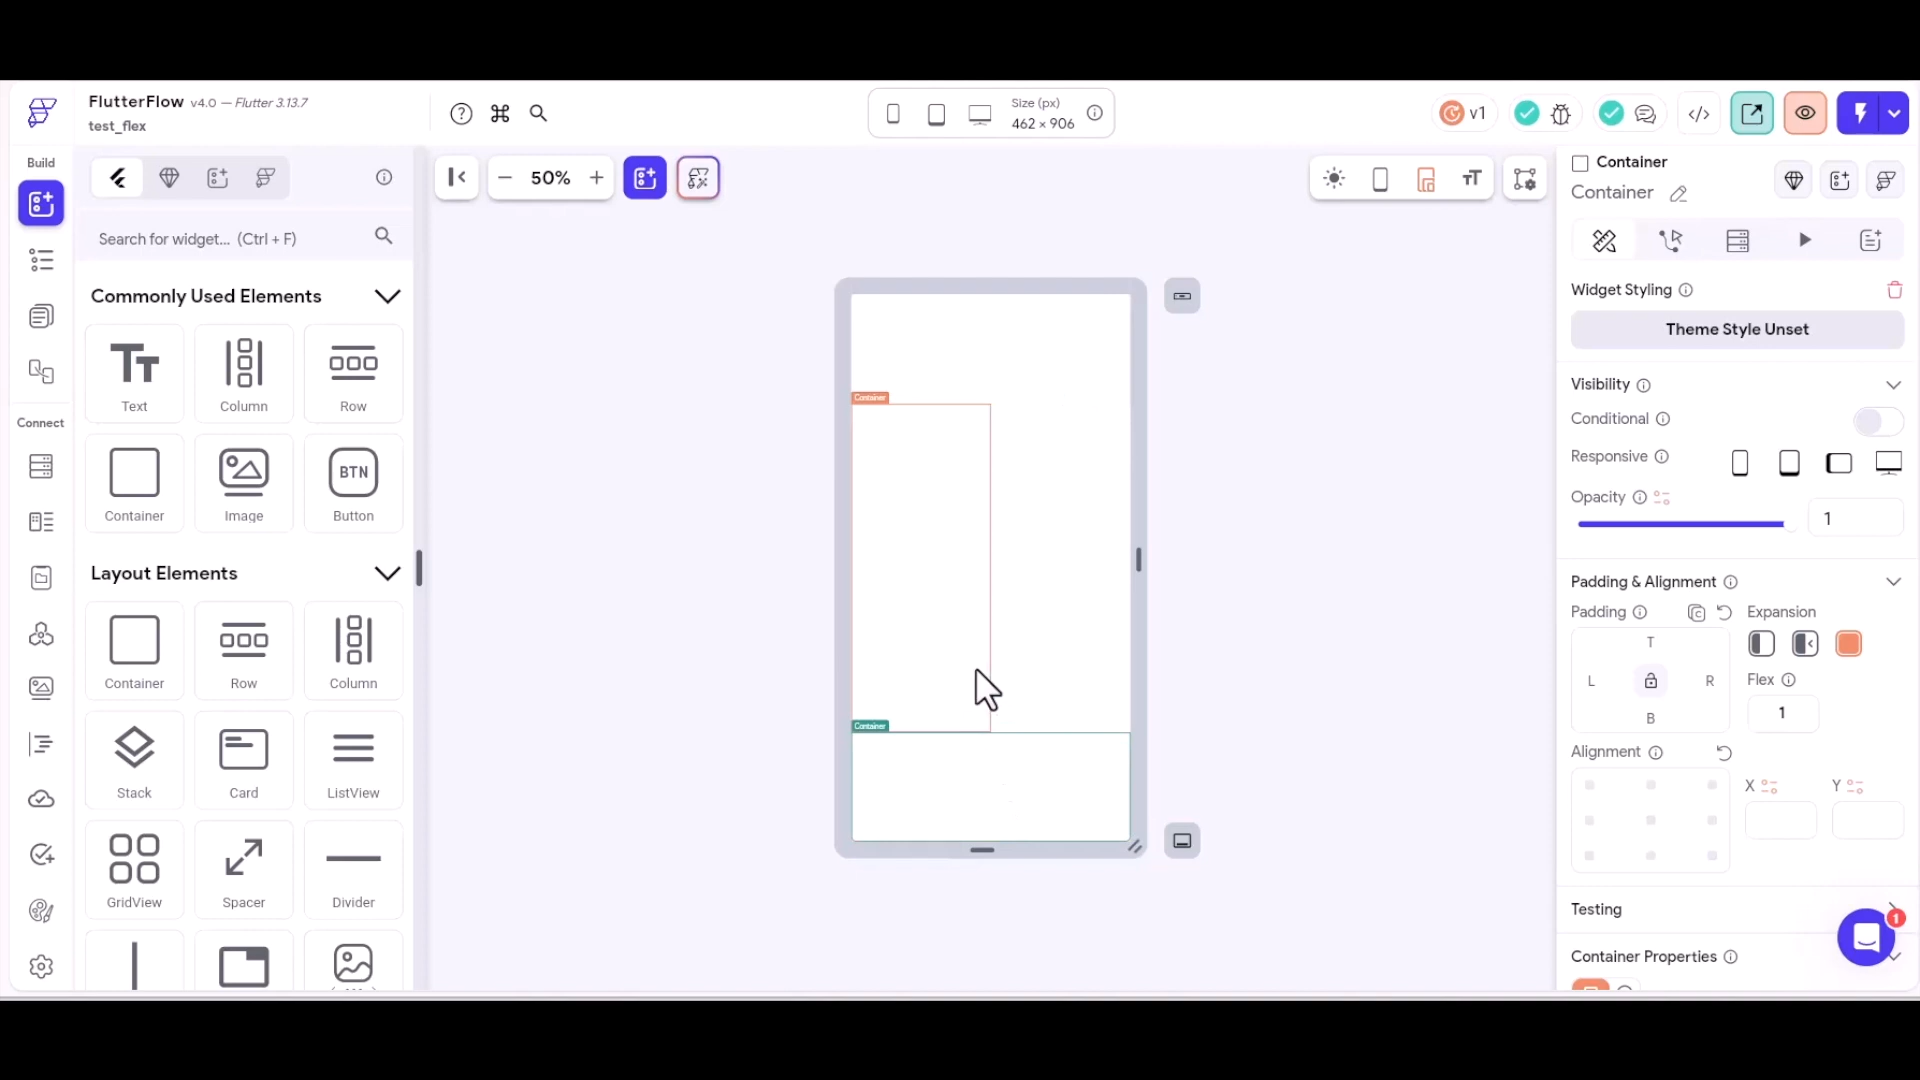 FlutterFlow v4.0 — Flutter 3.13.7
test_flex
Size (px)
462 × 906
v1
Build
50%
Search for widget... (Ctrl + F)
Commonly Used Elements
Text
Column
Row
Container
Image
BTN
Button
Connect
Layout Elements
Container
Row
Column
Stack
Card
ListView
GridView
Spacer
Divider
Container
Container
Container
Container
Widget Styling
Theme Style Unset
Visibility
Conditional
Responsive
Opacity
1
Padding & Alignment
Padding
Expansion
T
L
R
B
Flex
1
Alignment
X
Y
Testing
1
Container Properties